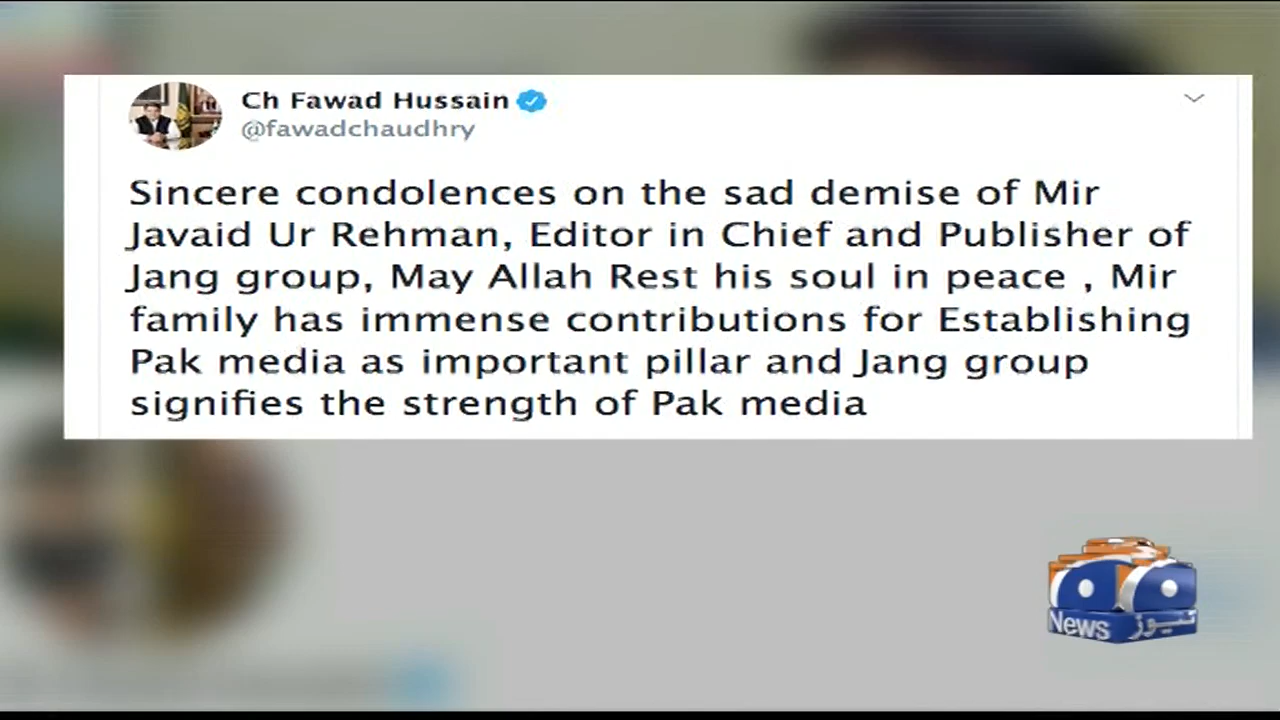 Ch Fawad Hussain
@fawadchaudhry
Sincere condolences on the sad demise of Mir
Javaid Ur Rehman, Editor in Chief and Publisher of
Jang group, May Allah Rest his soul in peace , Mir
family has immense contributions for Establishing
Pak media as important pillar and Jang group
signifies the strength of Pak media
News نیوز